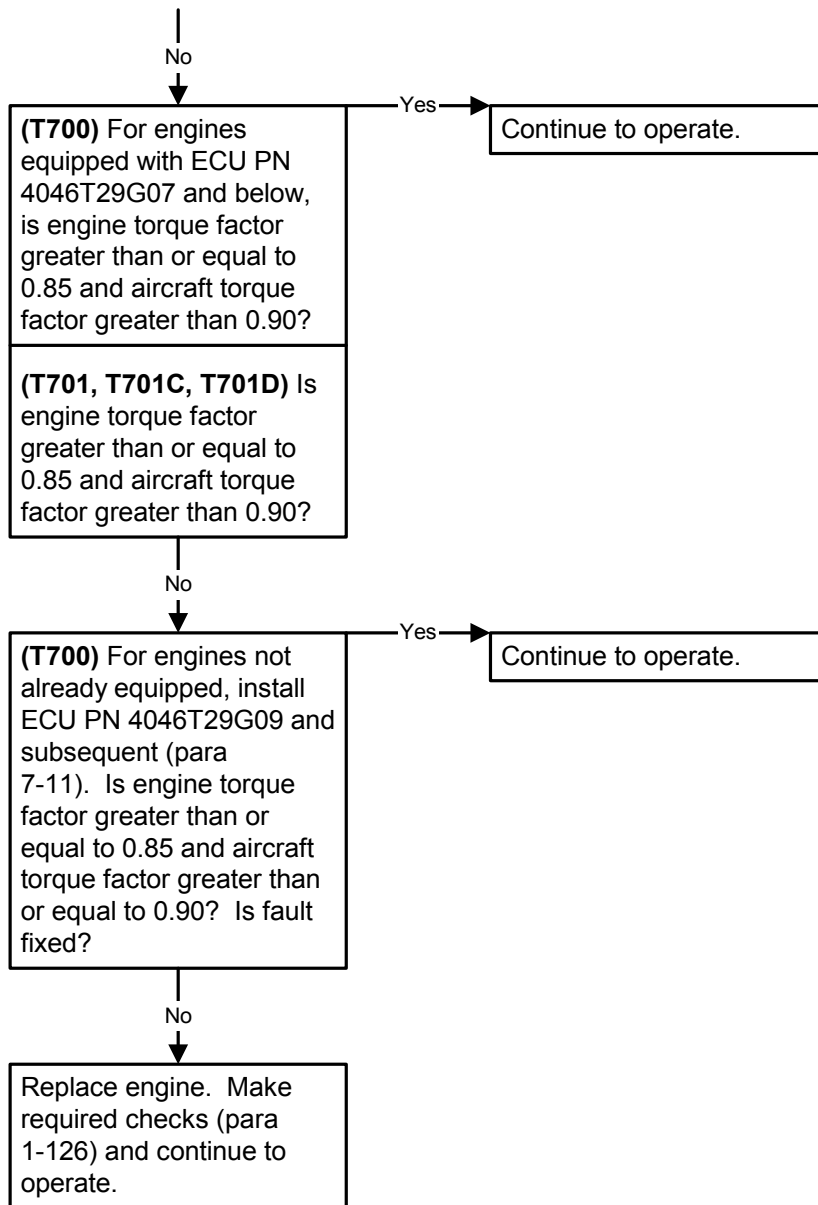 No
(T700) For engines
equipped with ECU PN
4046T29G07 and below,
is engine torque factor
greater than or equal to
0.85 and aircraft torque
factor greater than 0.90?
Yes
Continue to operate.
(T701, T701C, T701D) Is
engine torque factor
greater than or equal to
0.85 and aircraft torque
factor greater than 0.90?
No
(T700) For engines not
already equipped, install
ECU PN 4046T29G09 and
subsequent (para
7-11).  Is engine torque
factor greater than or
equal to 0.85 and aircraft
torque factor greater than
or equal to 0.90?  Is fault
fixed?
Yes
Continue to operate.
No
Replace engine.  Make
required checks (para
1-126) and continue to
operate.